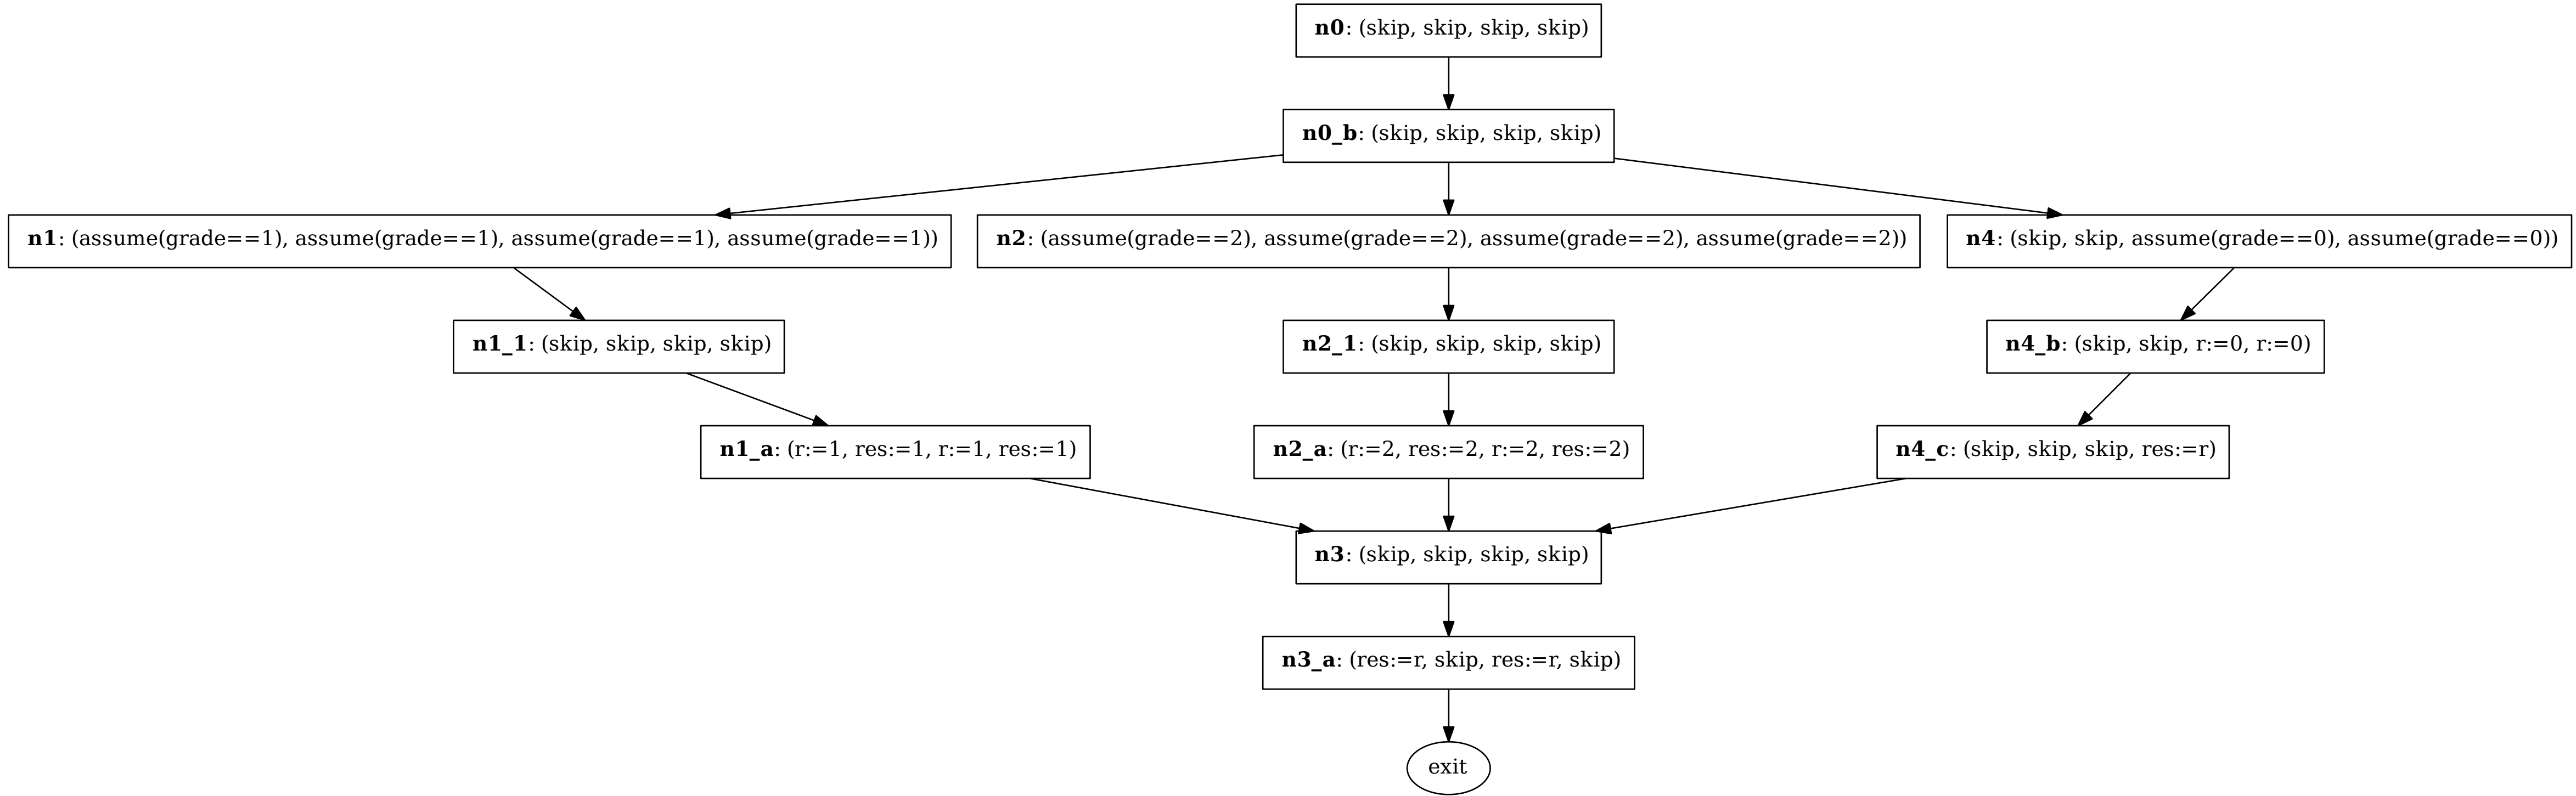 n0: (skip, skip, skip, skip)
n0_b: (skip, skip, skip, skip)
n1: (assume(grade==1), assume(grade==1), assume(grade==1), assume(grade==1))
n2: (assume(grade==2), assume(grade==2), assume(grade==2), assume(grade==2))
n4: (skip, skip, assume(grade==0), assume(grade==0))
n1_1: (skip, skip, skip, skip)
n2_1: (skip, skip, skip, skip)
n4_b: (skip, skip, r:=0, r:=0)
n1_a: (r:=1, res:=1, r:=1, res:=1)
n2_a: (r:=2, res:=2, r:=2, res:=2)
n4_c: (skip, skip, skip, res:=r)
n3: (skip, skip, skip, skip)
n3_a: (res:=r, skip, res:=r, skip)
exit